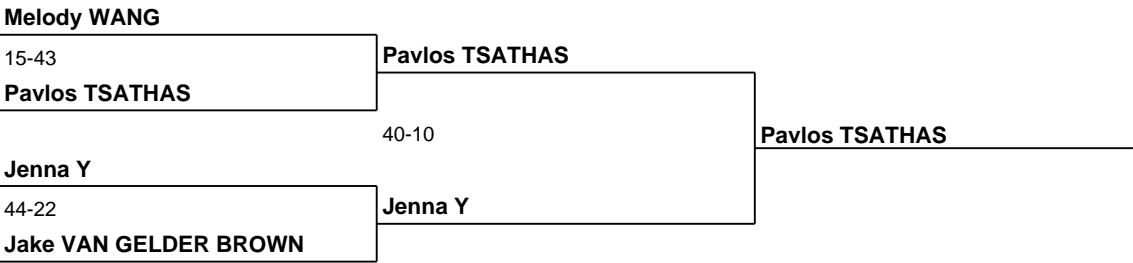 Melody WANG
15-43
Pavlos TSATHAS
Pavlos TSATHAS
40-10
Pavlos TSATHAS
Jenna Y
44-22
Jenna Y
Jake VAN GELDER BROWN